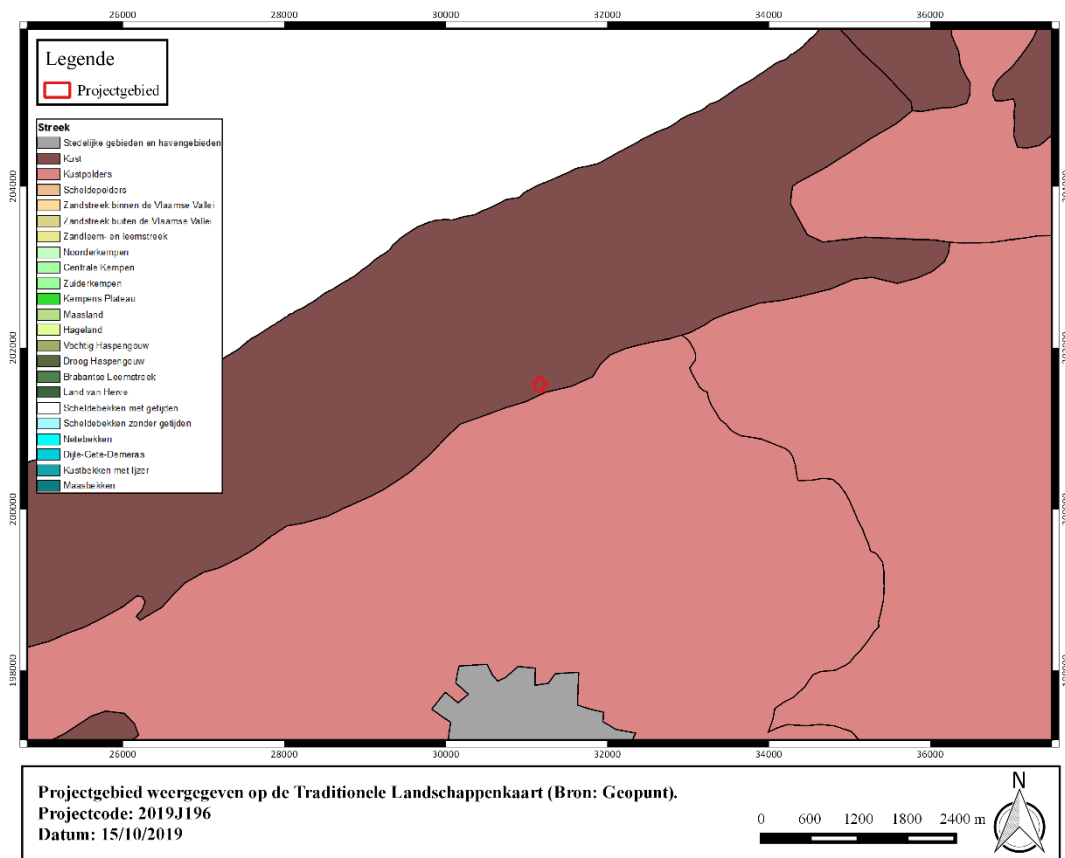 26000 28000 30000 32000 34000 36000
Legende
Projectgebied
Streek
Stedelijke gebieden en havengebieden
Kust
Kustpolders
Scheldepolders
Zandstreek binnen de Vlaamse Vallei
Zandstreek buiten de Vlaamse Vallei
Zandleem- en leemstreek
Noorderkempen
Centrale Kempen
Zuiderkempen
Kempens Plateau
Maasland
Hageland
Vochtig Haspengouw
Droog Haspengouw
Brabantse Leemstreek
Land van Herve
Scheldebekken met getijden
Scheldebekken zonder getijden
Netebekken
Dijle-Gete-Demeras
Kustbekken met Ijzer
Maasbekken
204000 204000
202000 202000
200000 200000
198000 198000
26000 28000 30000 32000 34000 36000
Projectgebied weergegeven op de Traditionele Landschappenkaart (Bron: Geopunt).
Projectcode: 2019J196
Datum: 15/10/2019
0 600 1200 1800 2400 m
N